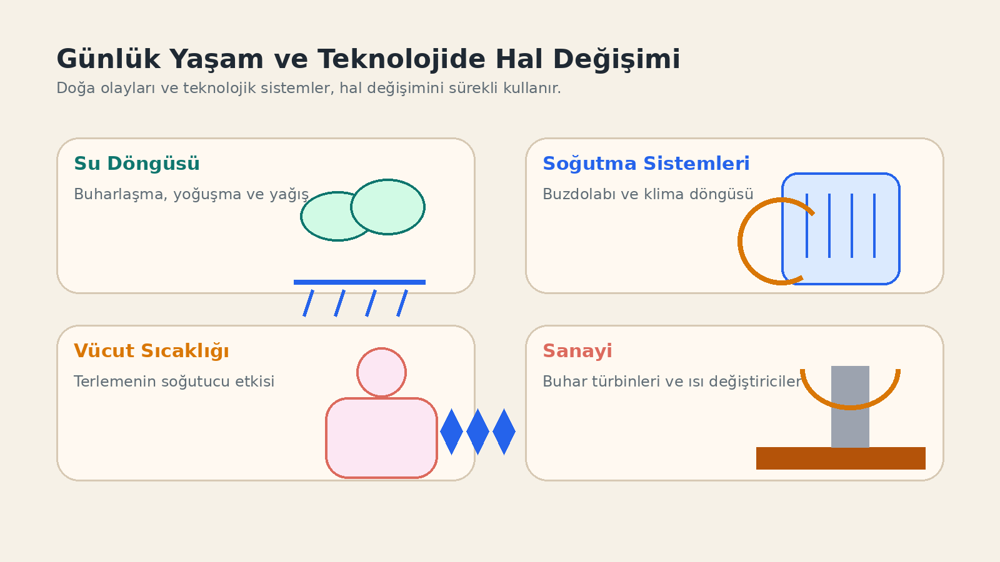 Günlük Yaşam ve Teknolojide Hal Değişimi
Doğa olayları ve teknolojik sistemler, hal değişimini sürekli kullanır.
Su Döngüsü
Buharlaşma, yoğuşma ve yağış
Soğutma Sistemleri
Buzdolabı ve klima döngüsü
Vücut Sıcaklığı
Terlemenin soğutucu etkisi
Sanayi
Buhar türbinleri ve ısı değiştiriciler